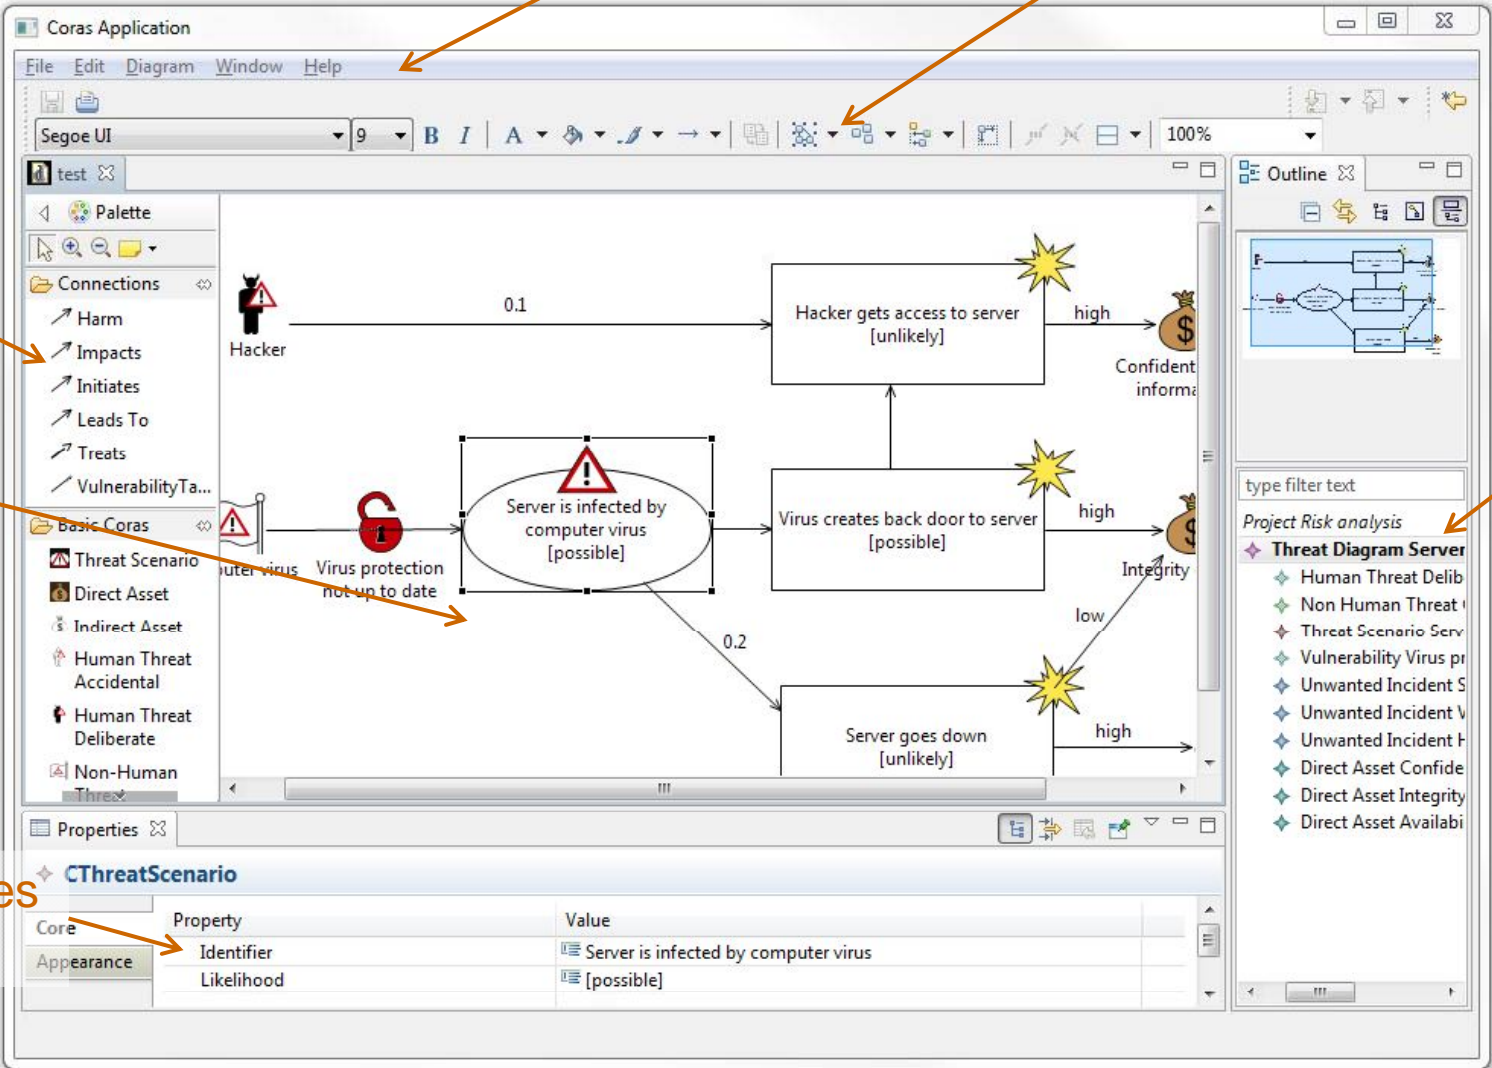 Coras Application
File Edit Diagram Window Help
Segoe UI 9 B I A 100%
test
Palette
Connections
Harm
Impacts
Initiates
Leads To
Treats
VulnerabilityTa...
Basic Coras
Threat Scenario
Direct Asset
Indirect Asset
Human Threat
Accidental
Human Threat
Deliberate
Non-Human
Threat
Hacker
0.1
Hacker gets access to server
[unlikely]
high
Confident
informa
uter virus
Virus protection
not up to date
Server is infected by
computer virus
[possible]
Virus creates back door to server
[possible]
high
Integrity
low
0.2
Server goes down
[unlikely]
high
Outline
type filter text
Project Risk analysis
Threat Diagram Server
Human Threat Delib
Non Human Threat
Threat Scenario Serv
Vulnerability Virus pr
Unwanted Incident S
Unwanted Incident V
Unwanted Incident H
Direct Asset Confide
Direct Asset Integrity
Direct Asset Availabi
Properties
CThreatScenario
es
Core
Appearance
Property Value
Identifier Server is infected by computer virus
Likelihood [possible]